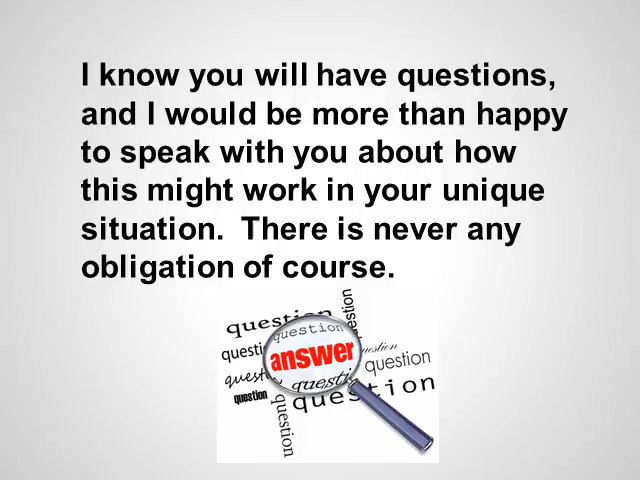 I know you will have questions,
and I would be more than happy
to speak with you about how
this might work in your unique
situation.  There is never any
obligation of course.
question
question
question
questi
answer
question
question
question
questi
question
question
question